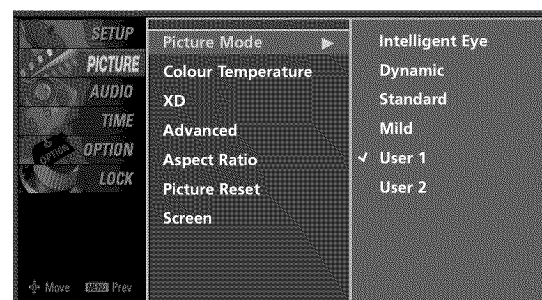 SETUP
PICTURE
AUDIO
TIME
OPTION
OPTION
LOCK
Move MENU Prev
Picture Mode
Colour Temperature
XD
Advanced
Aspect Ratio
Picture Reset
Screen
Intelligent Eye
Dynamic
Standard
Mild
✓ User 1
User 2